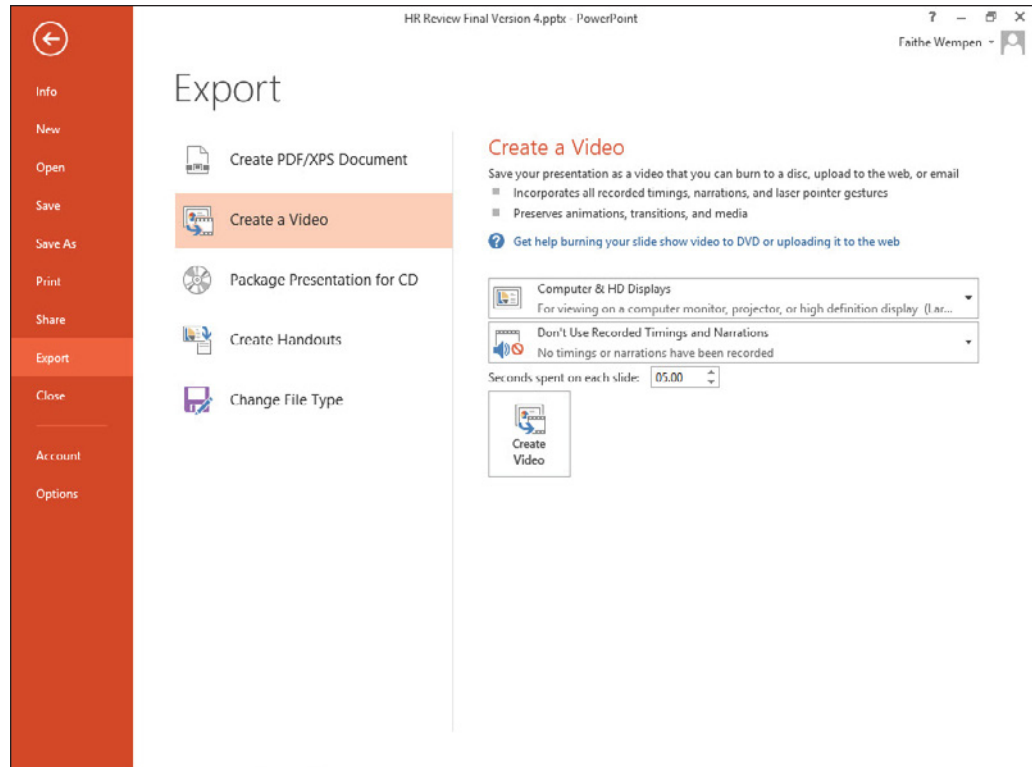 HR Review Final Version 4.pptx - PowerPoint
?
Faithe Wempen
Info
New
Open
Save
Save As
Print
Share
Export
Close
Account
Options
Export
Create PDF/XPS Document
Create a Video
Package Presentation for CD
Create Handouts
Change File Type
Create a Video
Save your presentation as a video that you can burn to a disc, upload to the web, or email
Incorporates all recorded timings, narrations, and laser pointer gestures
Preserves animations, transitions, and media
? Get help burning your slide show video to DVD or uploading it to the web
Computer & HD Displays
For viewing on a computer monitor, projector, or high definition display (Lar...
Don't Use Recorded Timings and Narrations
No timings or narrations have been recorded
Seconds spent on each slide: 05.00
Create
Video